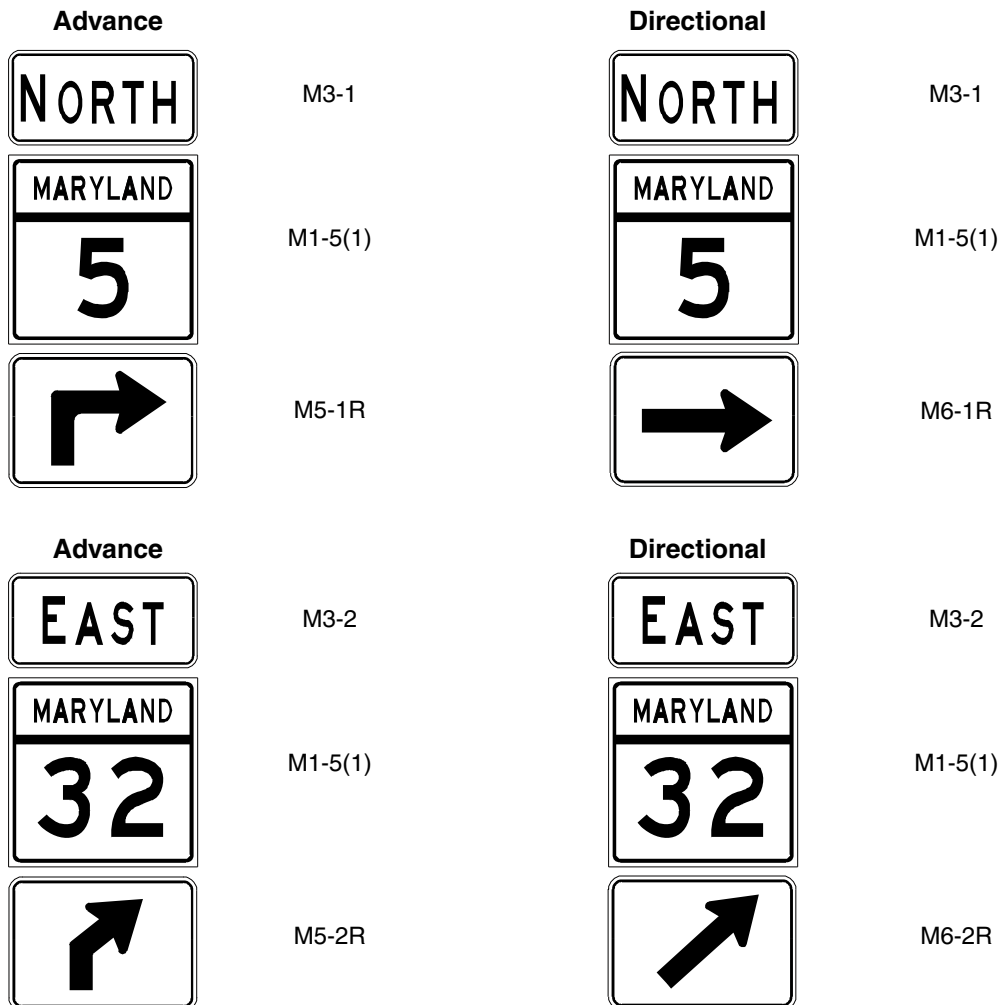 Advance Directional
NORTH M3-1 NORTH M3-1
MARYLAND MARYLAND
5 M1-5(1) 5 M1-5(1)
M5-1R M6-1R
Advance Directional
EAST M3-2 EAST M3-2
MARYLAND MARYLAND
32 M1-5(1) 32 M1-5(1)
M5-2R M6-2R